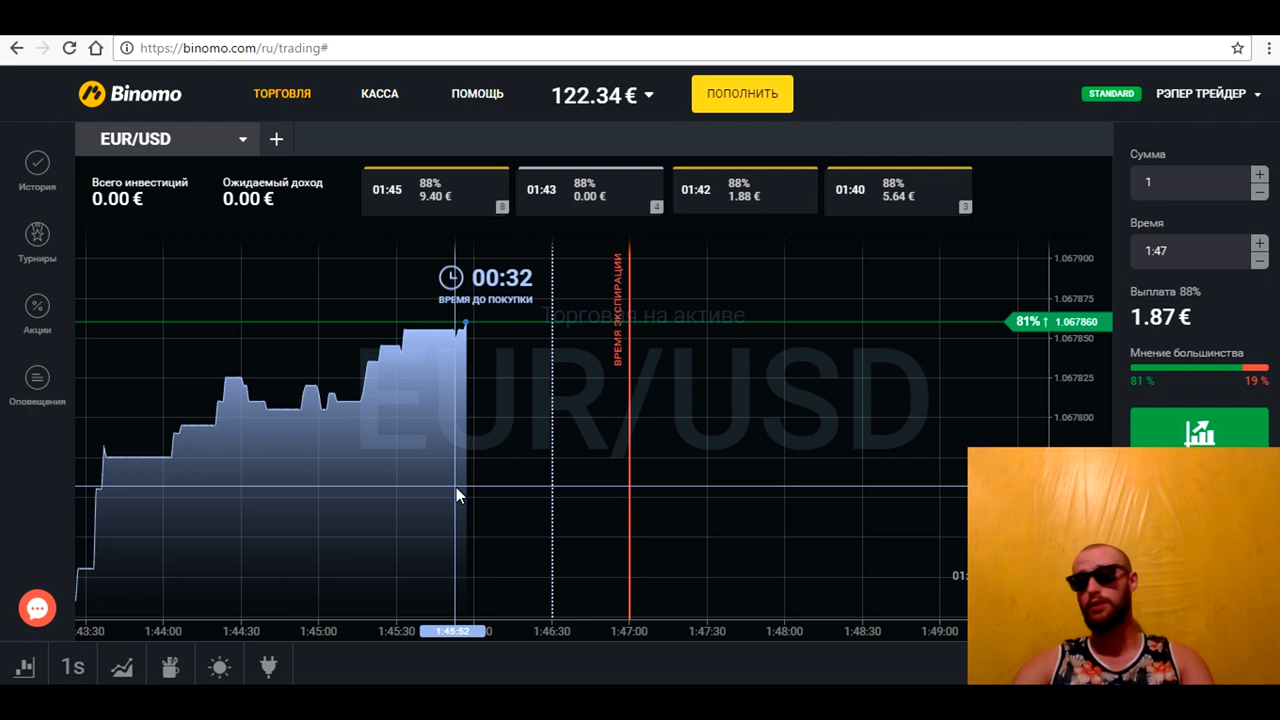 https://binomo.com/ru/trading#
Binomo
ТОРГОВЛЯ
КАССА
ПОМОЩЬ
122.34 €
ПОПОЛНИТЬ
STANDARD
РЭПЕР ТРЕЙДЕР
EUR/USD
+
История
Турниры
Акции
Оповещения
Всего инвестиций
0.00 €
Ожидаемый доход
0.00 €
01:45
88%
9.40 €
8
01:43
88%
0.00 €
4
01:42
88%
1.88 €
01:40
88%
5.64 €
3
Сумма
1
Время
1:47
Выплата 88%
1.87 €
Мнение большинства
81 %
19 %
00:32
ВРЕМЯ ДО ПОКУПКИ
ВРЕМЯ ЭКСПИРАЦИИ
Торговля на активе
EUR/USD
1.067900
1.067875
81% ↑ 1.067860
1.067850
1.067825
1.067800
01:
:43:30
1:44:00
1:44:30
1:45:00
1:45:30
1:45:52
1:46:30
1:47:00
1:47:30
1:48:00
1:48:30
1:49:00
1s